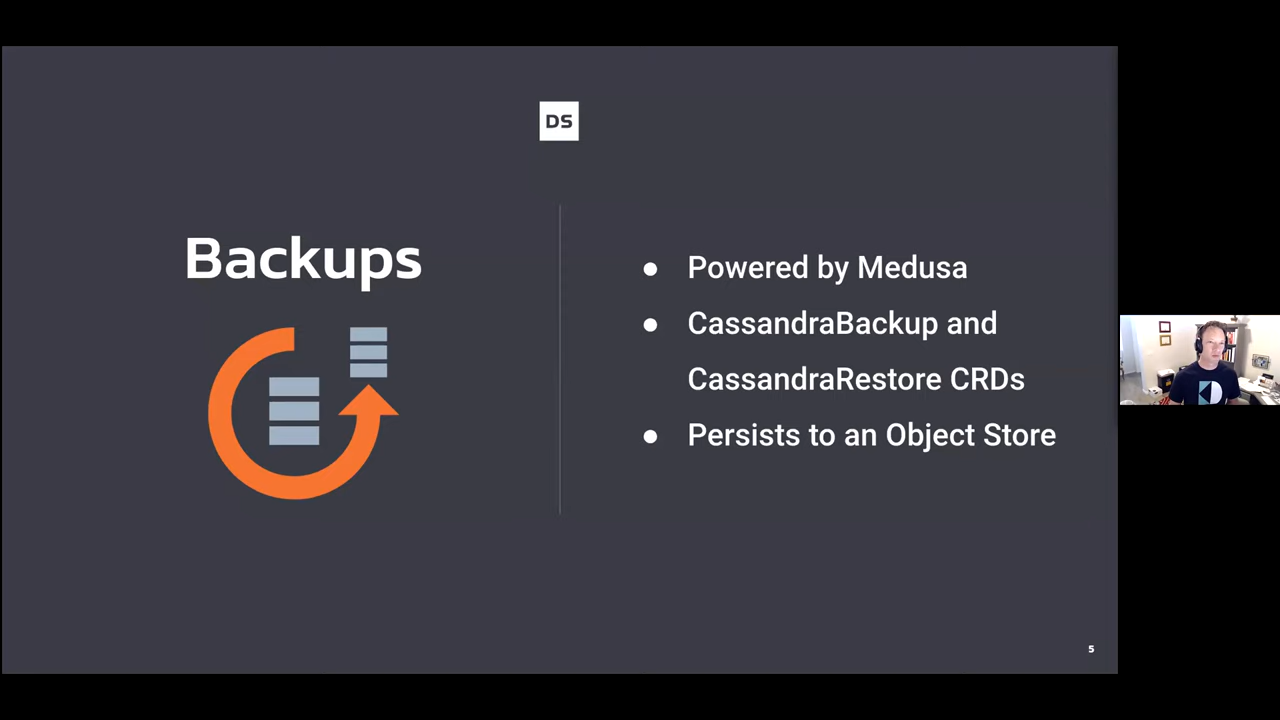 DS
Backups
● Powered by Medusa
● CassandraBackup and
CassandraRestore CRDs
● Persists to an Object Store
5